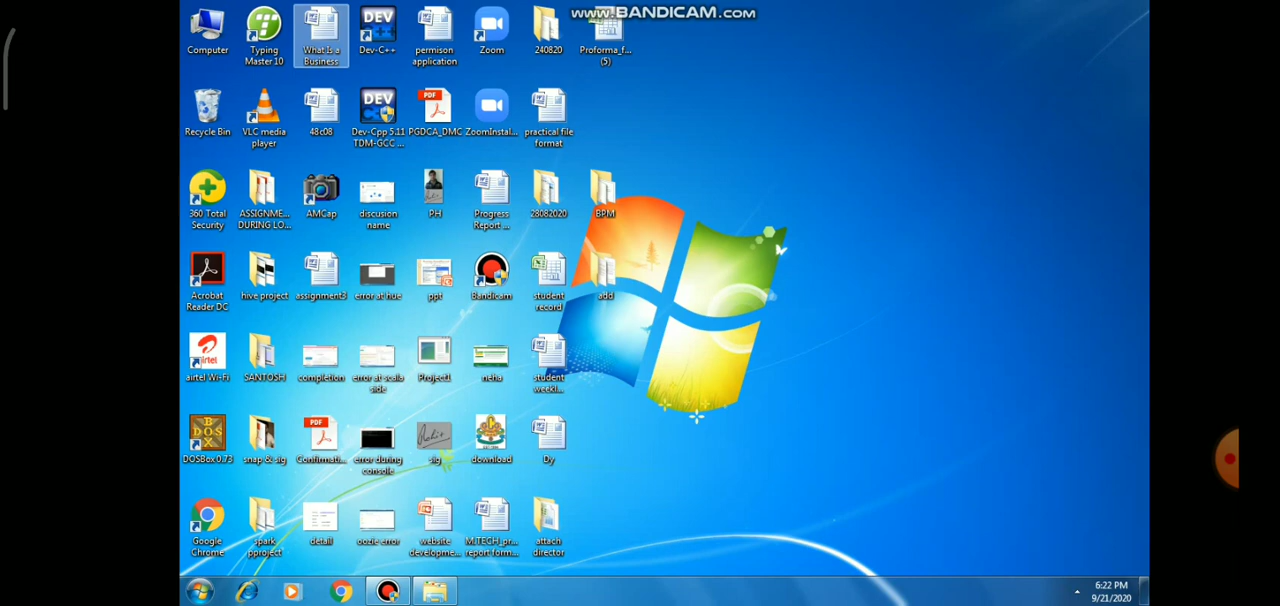 www.BANDICAM.com
Computer
Typing
Master 10
What Is a
Business
DEV
C++
Dev-C++
permison
application
Zoom
240820
Proforma_f...
(5)
Recycle Bin
VLC media
player
48c08
DEV
Dev-Cpp 5.11
TDM-GCC ...
PDF
PGDCA_DMC
ZoomInstal...
practical file
format
360 Total
Security
ASSIGNME...
DURING LO...
AMCap
discusion
name
PH
Progress
Report ...
28082020
BPM
Acrobat
Reader DC
hive project
assignment3
error at hue
ppt
Bandicam
student
record
add
airtel
airtel Wi-Fi
SANTOSH
completion
error at scala
side
Project1
neha
student
weekl...
DOSBox 0.73
snap & sig
PDF
Confirmati...
error during
console
sig
download
Dy
Google
Chrome
spark
pproject
detail
oozie error
website
developme...
M.TECH_pr...
report form...
attach
director
6:22 PM
9/21/2020